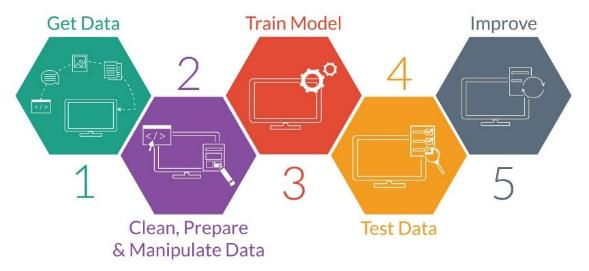 Get Data
1
2
Clean, Prepare
& Manipulate Data
Train Model
3
4
Test Data
Improve
5
</>
</>